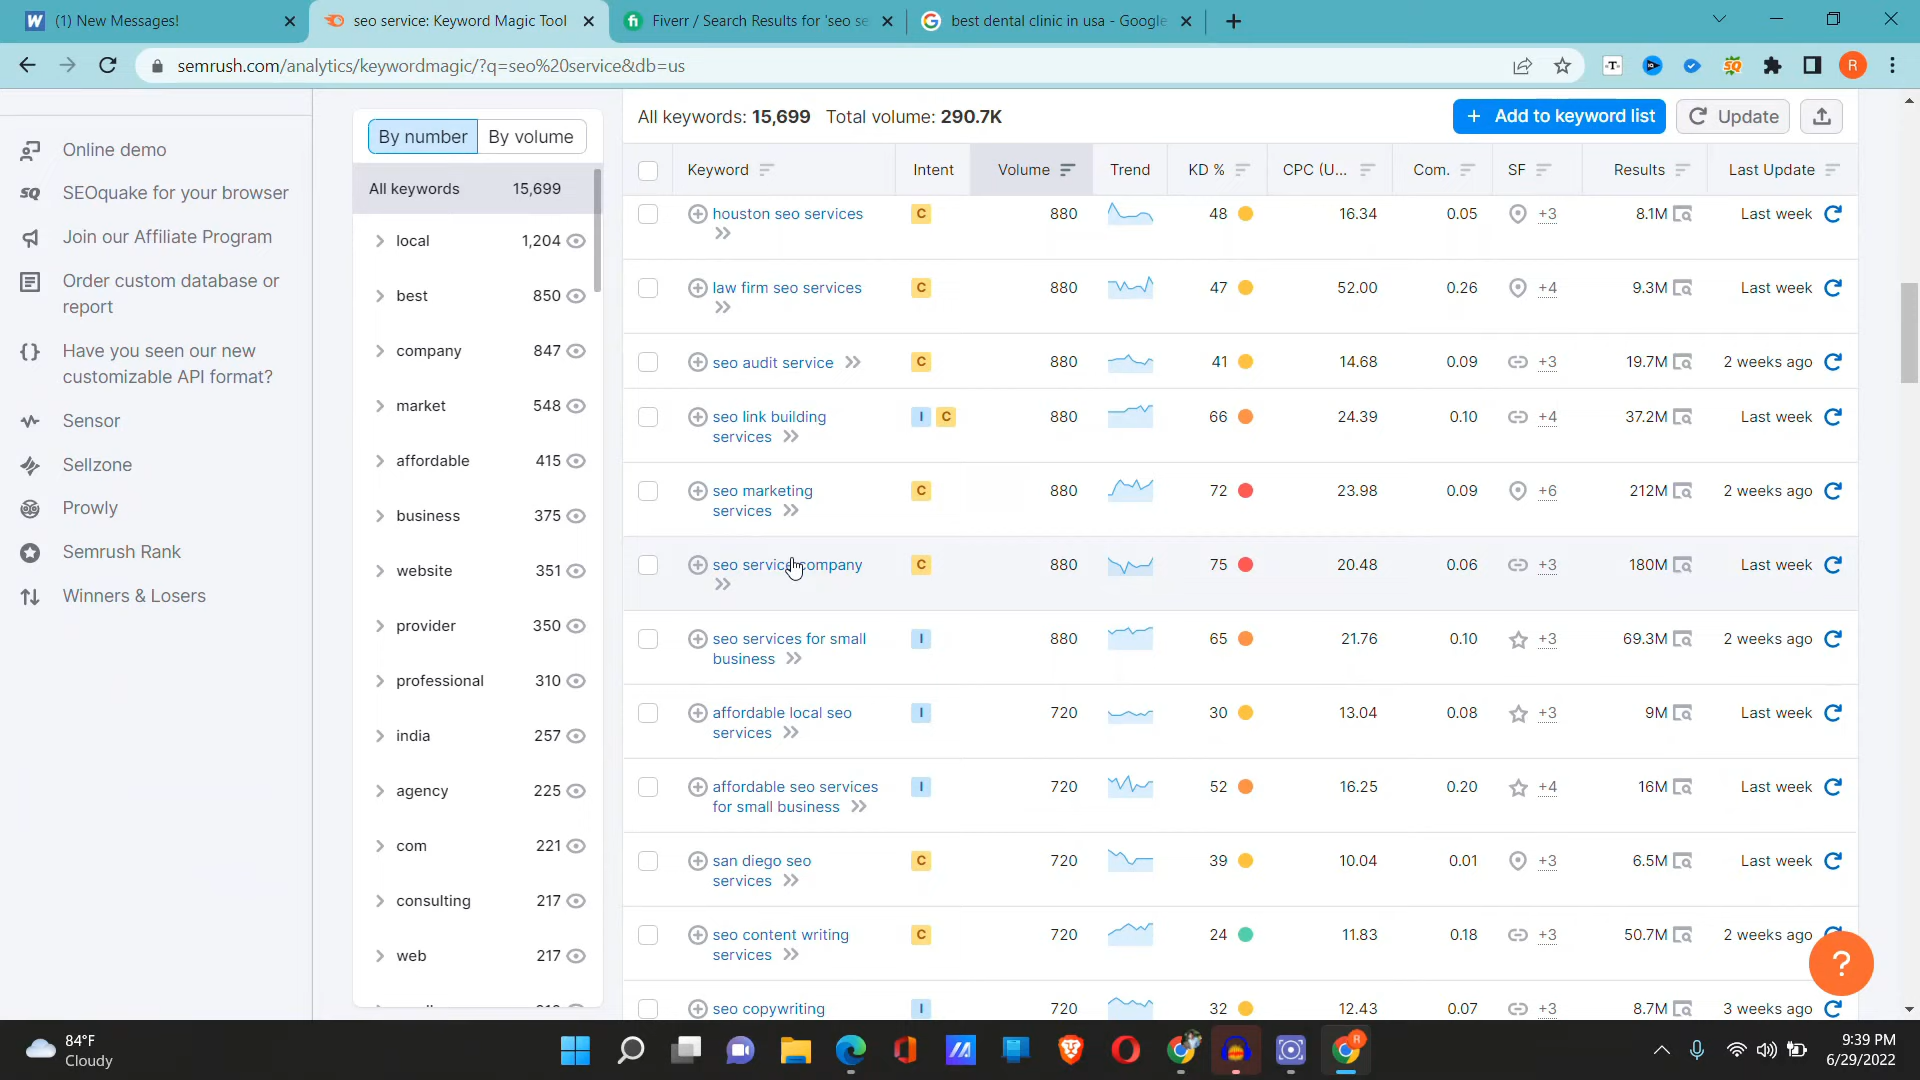 (1) New Messages!
seo service: Keyword Magic Tool
Fiverr / Search Results for 'seo se
best dental clinic in usa - Google
semrush.com/analytics/keywordmagic/?q=seo%20service&db=us
Online demo
SEOquake for your browser
Join our Affiliate Program
Order custom database or
report
Have you seen our new
customizable API format?
Sensor
Sellzone
Prowly
Semrush Rank
Winners & Losers
By number By volume
All keywords 15,699
local 1,204
best 850
company 847
market 548
affordable 415
business 375
website 351
provider 350
professional 310
india 257
agency 225
com 221
consulting 217
web 217
All keywords: 15,699 Total volume: 290.7K
+ Add to keyword list Update
Keyword Intent Volume Trend KD % CPC (U... Com. SF Results Last Update
houston seo services C 880 48 16.34 0.05 +3 8.1M Last week
law firm seo services C 880 47 52.00 0.26 +4 9.3M Last week
seo audit service C 880 41 14.68 0.09 +3 19.7M 2 weeks ago
seo link building I C 880 66 24.39 0.10 +4 37.2M Last week
services
seo marketing C 880 72 23.98 0.09 +6 212M 2 weeks ago
services
seo service company C 880 75 20.48 0.06 +3 180M Last week
seo services for small I 880 65 21.76 0.10 +3 69.3M 2 weeks ago
business
affordable local seo I 720 30 13.04 0.08 +3 9M Last week
services
affordable seo services I 720 52 16.25 0.20 +4 16M Last week
for small business
san diego seo C 720 39 10.04 0.01 +3 6.5M Last week
services
seo content writing C 720 24 11.83 0.18 +3 50.7M 2 weeks ago
services
seo copywriting I 720 32 12.43 0.07 +3 8.7M 3 weeks ago
?
84°F
Cloudy
9:39 PM
6/29/2022